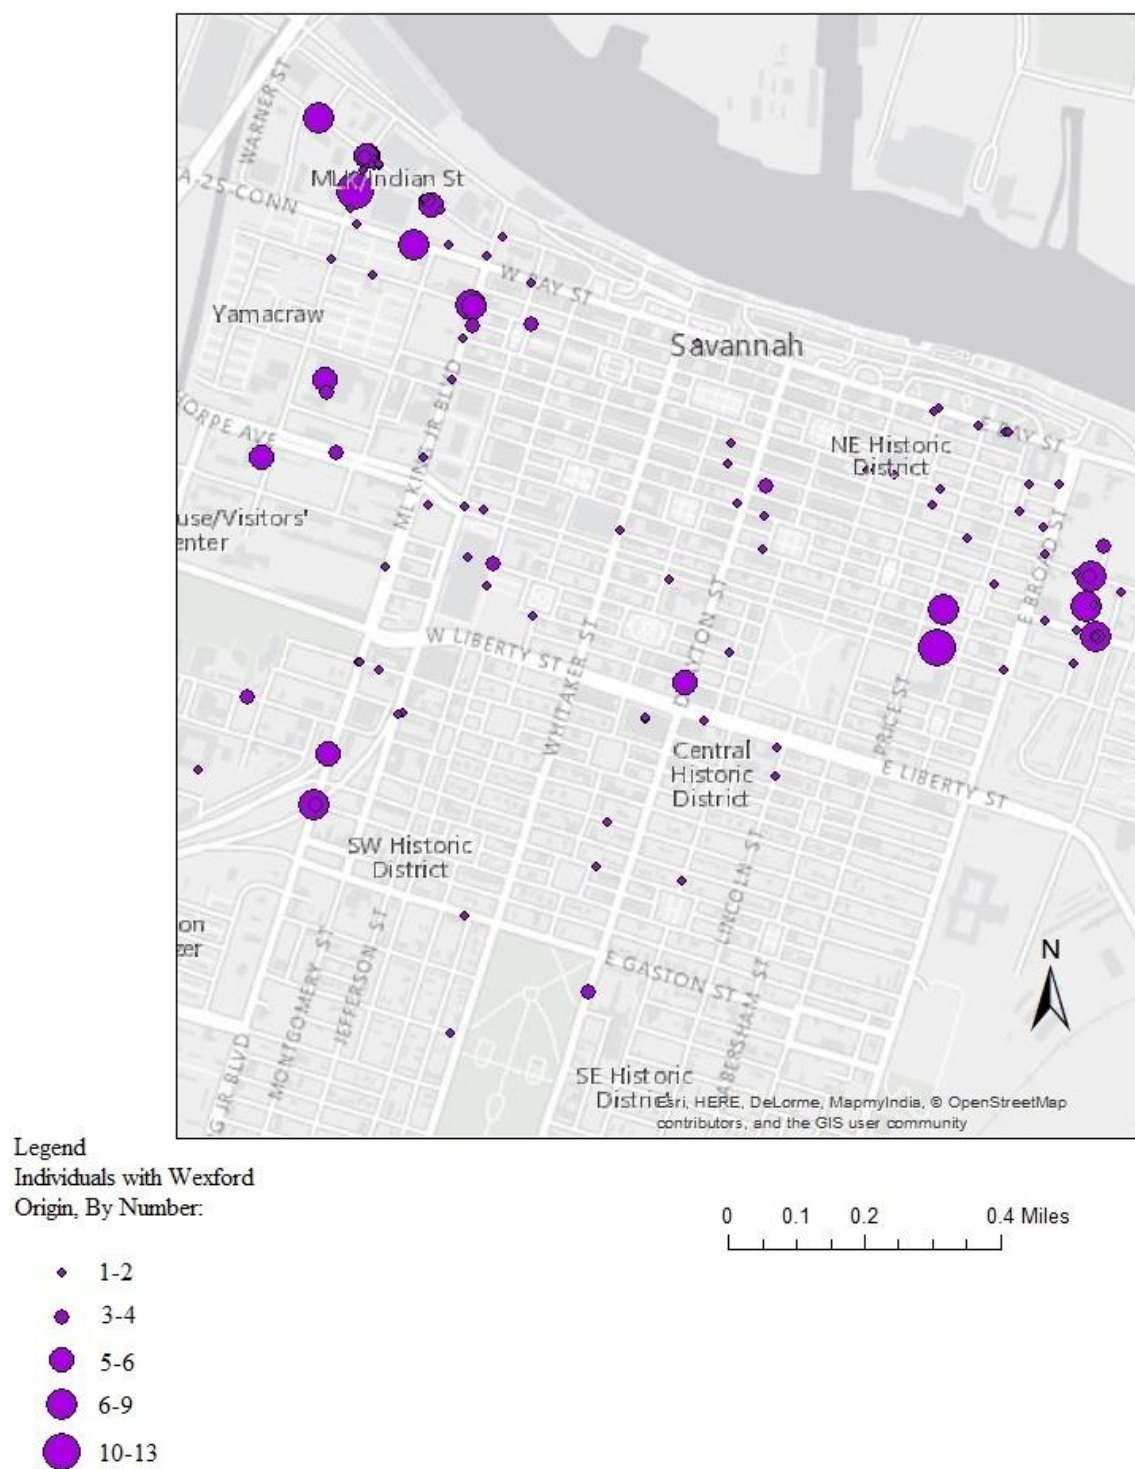 WARNER ST
MLK/Indian St
A-25 CONN
W BAY ST
Yamacraw
Savannah
ML KING JR BLVD
HORPE AVE
NE Historic
District
E BAY ST
use/Visitors'
enter
E BROAD ST
W LIBERTY ST
WHITAKER ST
DRAYTON ST
PRICE ST
Central
Historic
District
E LIBERTY ST
SW Historic
District
LINCOLN ST
on
zer
MONTGOMERY ST
JEFFERSON ST
E GASTON ST
ABERSHAM ST
N
G JR BLVD
SE Historic
District
Esri, HERE, DeLorme, MapmyIndia, © OpenStreetMap
contributors, and the GIS user community
Legend
Individuals with Wexford
Origin, By Number:
0 0.1 0.2 0.4 Miles
1-2
3-4
5-6
6-9
10-13